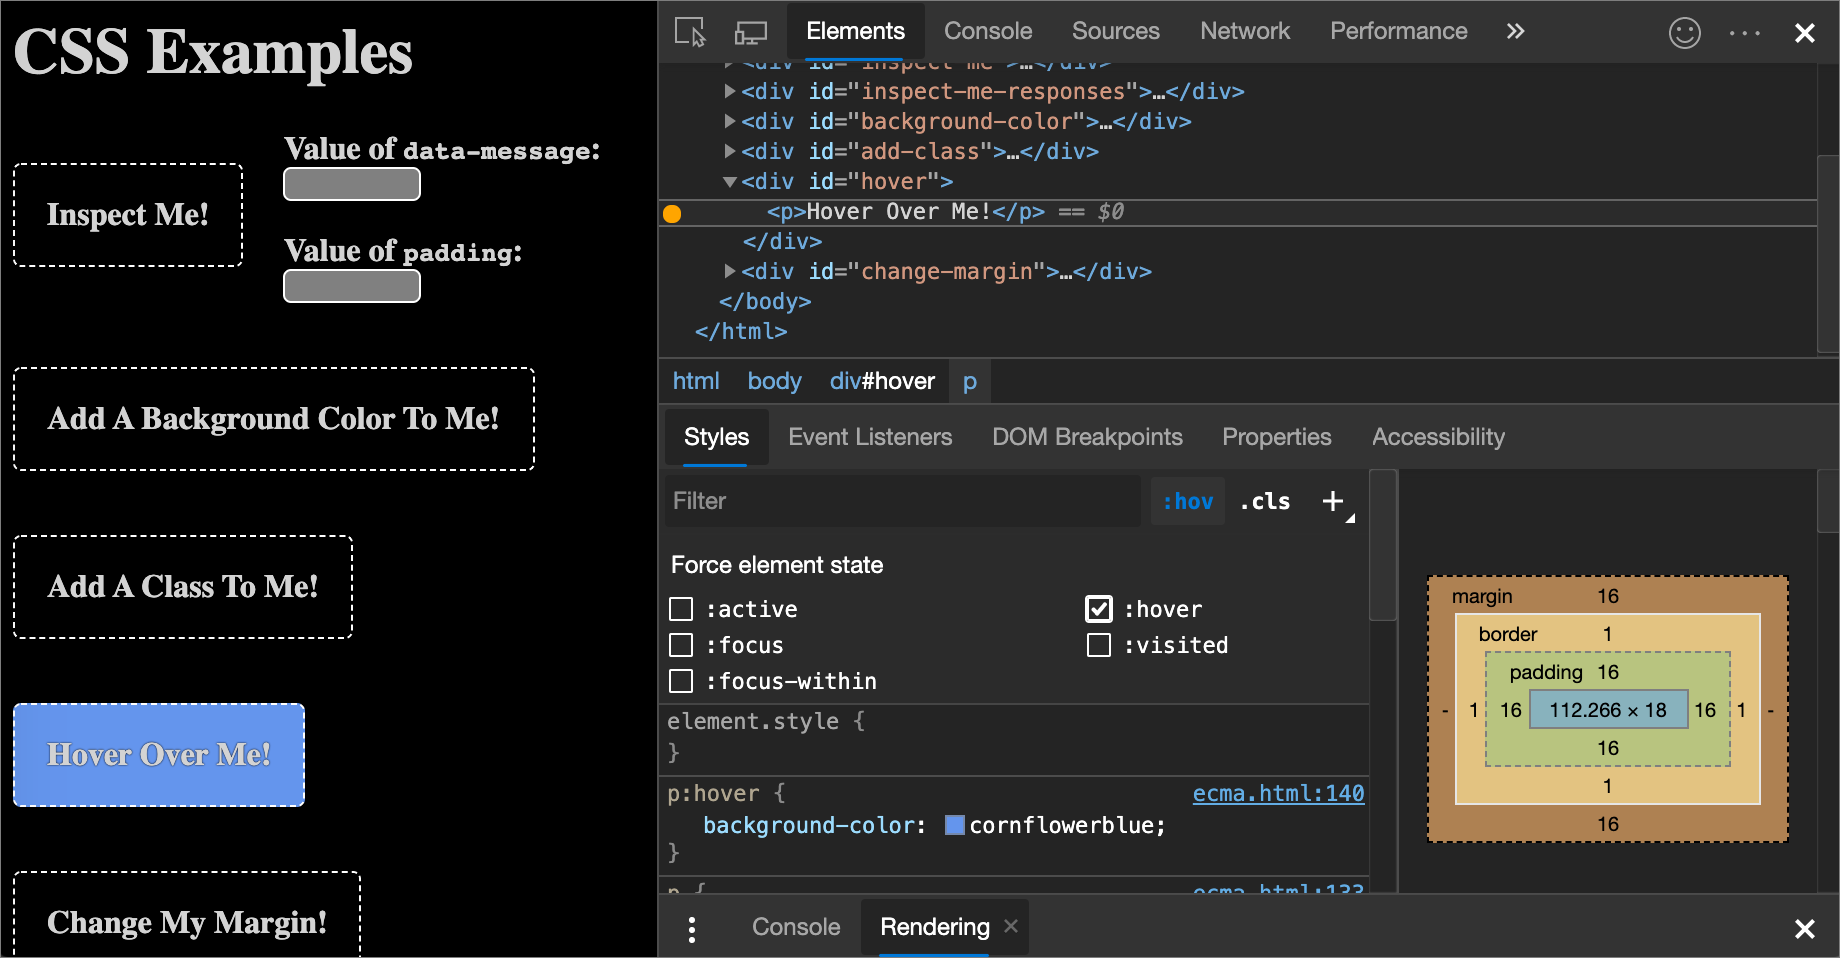 CSS Examples
Value of data-message:
Inspect Me!
Value of padding:
Add A Background Color To Me!
Add A Class To Me!
Hover Over Me!
Change My Margin!
Elements Console Sources Network Performance »
<div id="inspect-me">…</div>
<div id="inspect-me-responses">…</div>
<div id="background-color">…</div>
<div id="add-class">…</div>
<div id="hover">
<p>Hover Over Me!</p> == $0
</div>
<div id="change-margin">…</div>
</body>
</html>
html body div#hover p
Styles Event Listeners DOM Breakpoints Properties Accessibility
Filter :hov .cls +
Force element state
:active :hover
:focus :visited
:focus-within
element.style {
}
p:hover { ecma.html:140
background-color: cornflowerblue;
}
p { ecma.html:133
margin 16
border 1
padding 16
- 1 16 112.266 × 18 16 1 -
16
1
16
Console Rendering ×